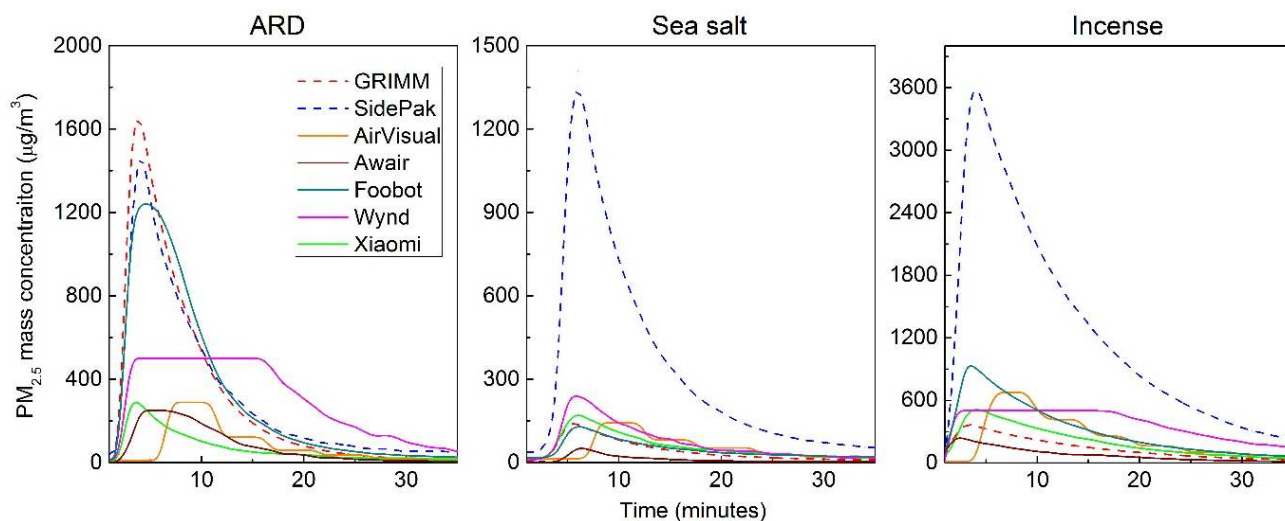 ARD
Sea salt
Incense
2000
1600
1200
800
400
0
GRIMM
SidePak
AirVisual
Awair
Foobot
Wynd
Xiaomi
1500
1200
900
600
300
0
3600
3000
2400
1800
1200
600
0
PM2.5 mass concentraiton (μg/m³)
10 20 30
10 20 30
10 20 30
Time (minutes)